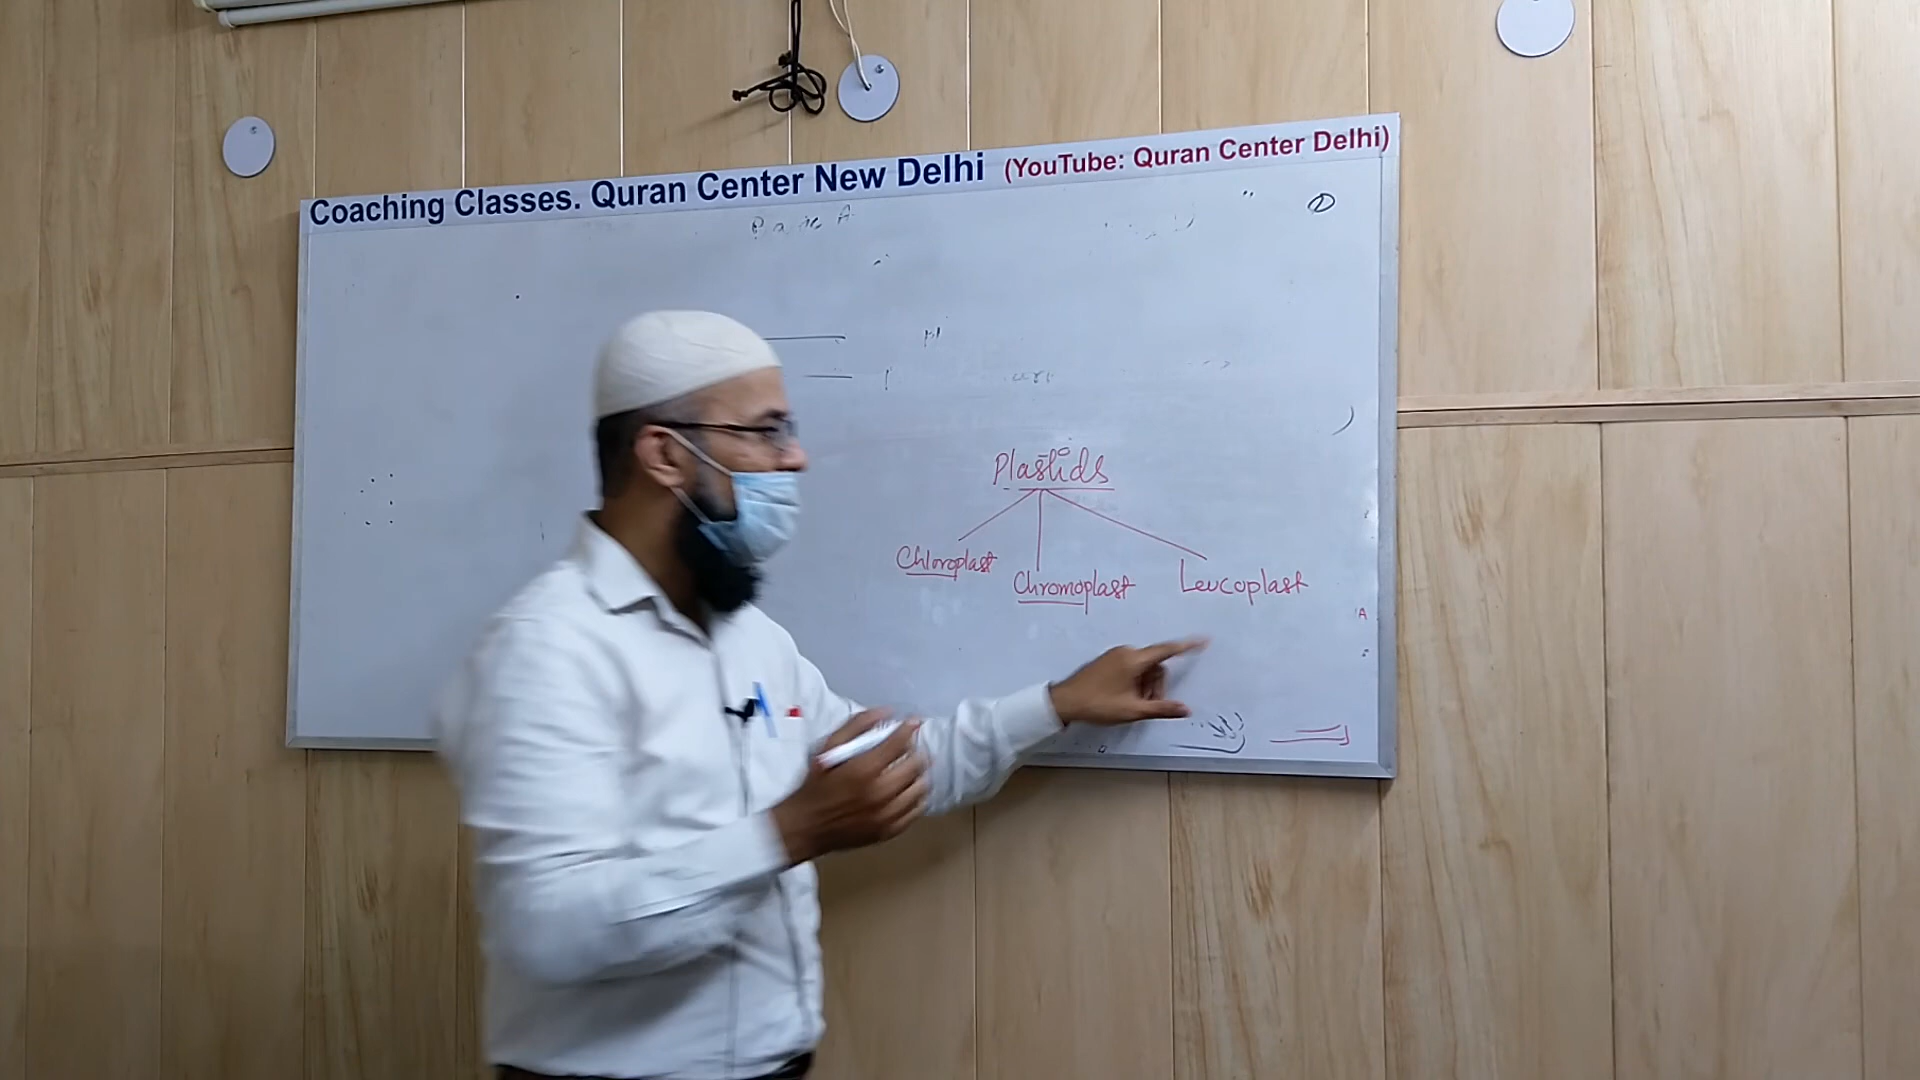 Coaching Classes. Quran Center New Delhi (YouTube: Quran Center Delhi)
Plastids
Chloroplast
Chromoplast
Leucoplast